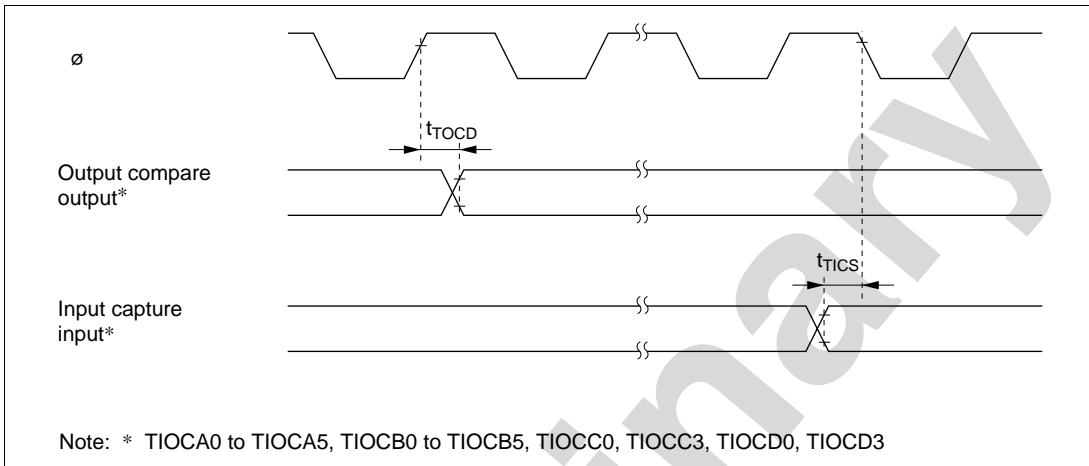 ø
tTOCD
Output compare
output*
tTICS
Input capture
input*
Note: * TIOCA0 to TIOCA5, TIOCB0 to TIOCB5, TIOCC0, TIOCC3, TIOCD0, TIOCD3
inary